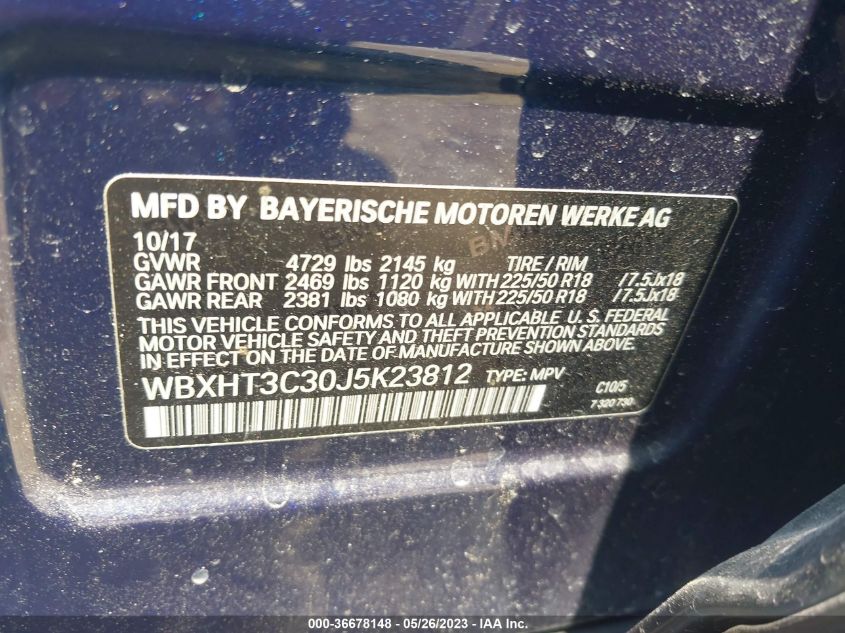 MFD BY BAYERISCHE MOTOREN WERKE AG
10/17
GVWR 4729 lbs 2145 kg TIRE / RIM
GAWR FRONT 2469 lbs 1120 kg WITH 225/50 R18 /7.5Jx18
GAWR REAR 2381 lbs 1080 kg WITH 225/50 R18 /7.5Jx18
THIS VEHICLE CONFORMS TO ALL APPLICABLE U.S. FEDERAL
MOTOR VEHICLE SAFETY AND THEFT PREVENTION STANDARDS
IN EFFECT ON THE DATE OF MANUFACTURE SHOWN ABOVE.
WBXHT3C30J5K23812 TYPE: MPV C10/5
7 320 730
000-36678148 - 05/26/2023 - IAA Inc.